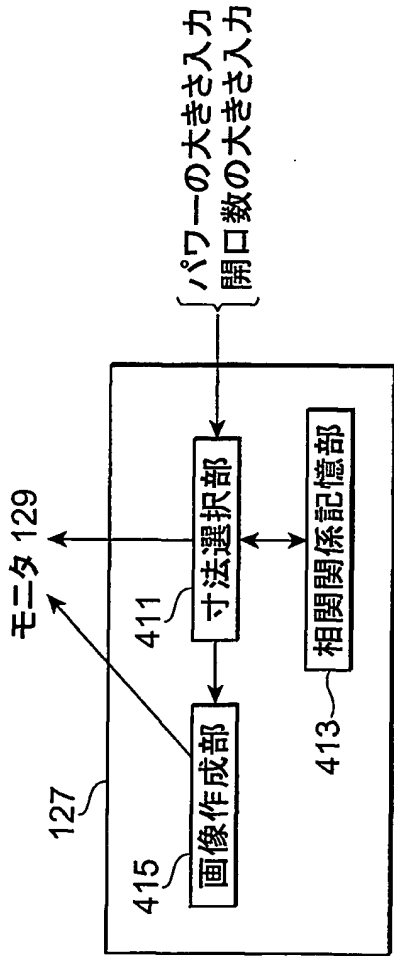 モニタ 129
127
415
画像作成部
411
寸法選択部
413
相関関係記憶部
パワーの大きさ入力
開口数の大きさ入力